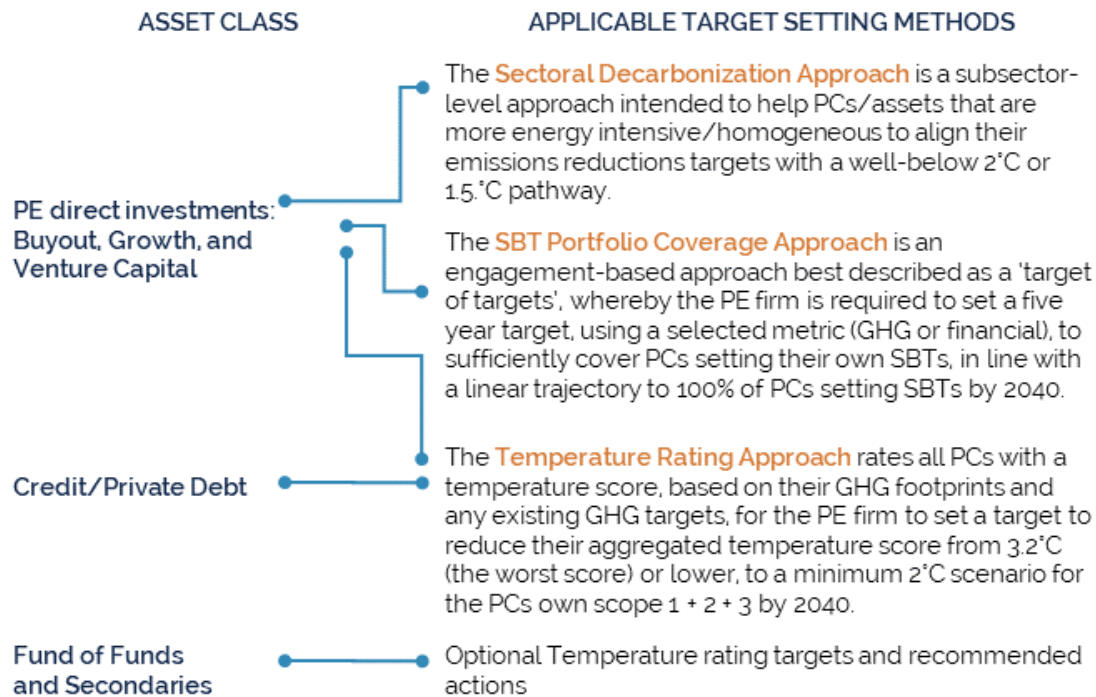 ASSET CLASS
APPLICABLE TARGET SETTING METHODS
The Sectoral Decarbonization Approach is a subsector-
level approach intended to help PCs/assets that are
more energy intensive/homogeneous to align their
emissions reductions targets with a well-below 2°C or
1.5.°C pathway.
PE direct investments:
Buyout, Growth, and
Venture Capital
The SBT Portfolio Coverage Approach is an
engagement-based approach best described as a 'target
of targets', whereby the PE firm is required to set a five
year target, using a selected metric (GHG or financial), to
sufficiently cover PCs setting their own SBTs, in line with
a linear trajectory to 100% of PCs setting SBTs by 2040.
Credit/Private Debt
The Temperature Rating Approach rates all PCs with a
temperature score, based on their GHG footprints and
any existing GHG targets, for the PE firm to set a target to
reduce their aggregated temperature score from 3.2°C
(the worst score) or lower, to a minimum 2°C scenario for
the PCs own scope 1 + 2 + 3 by 2040.
Fund of Funds
and Secondaries
Optional Temperature rating targets and recommended
actions